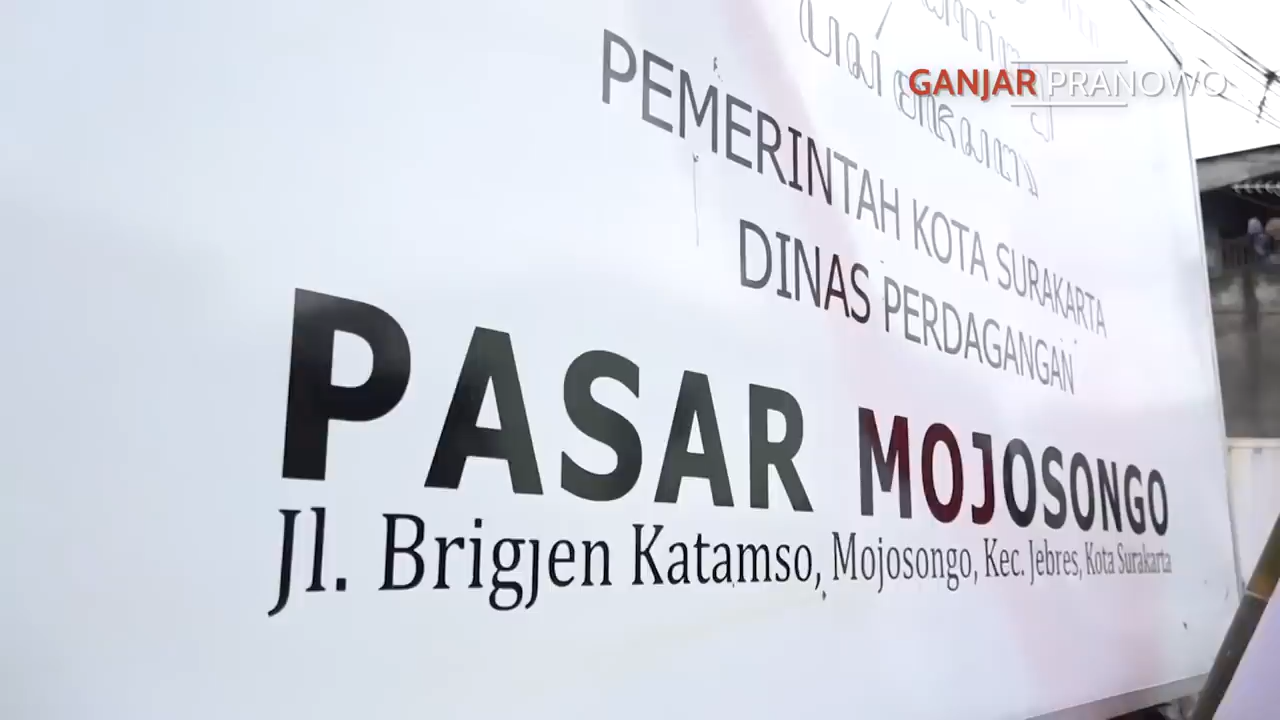 GANJAR PRANOWO
PEMERINTAH KOTA SURAKARTA
DINAS PERDAGANGAN
PASAR MOJOSONGO
Jl. Brigjen Katamso, Mojosongo, Kec. Jebres, Kota Surakarta